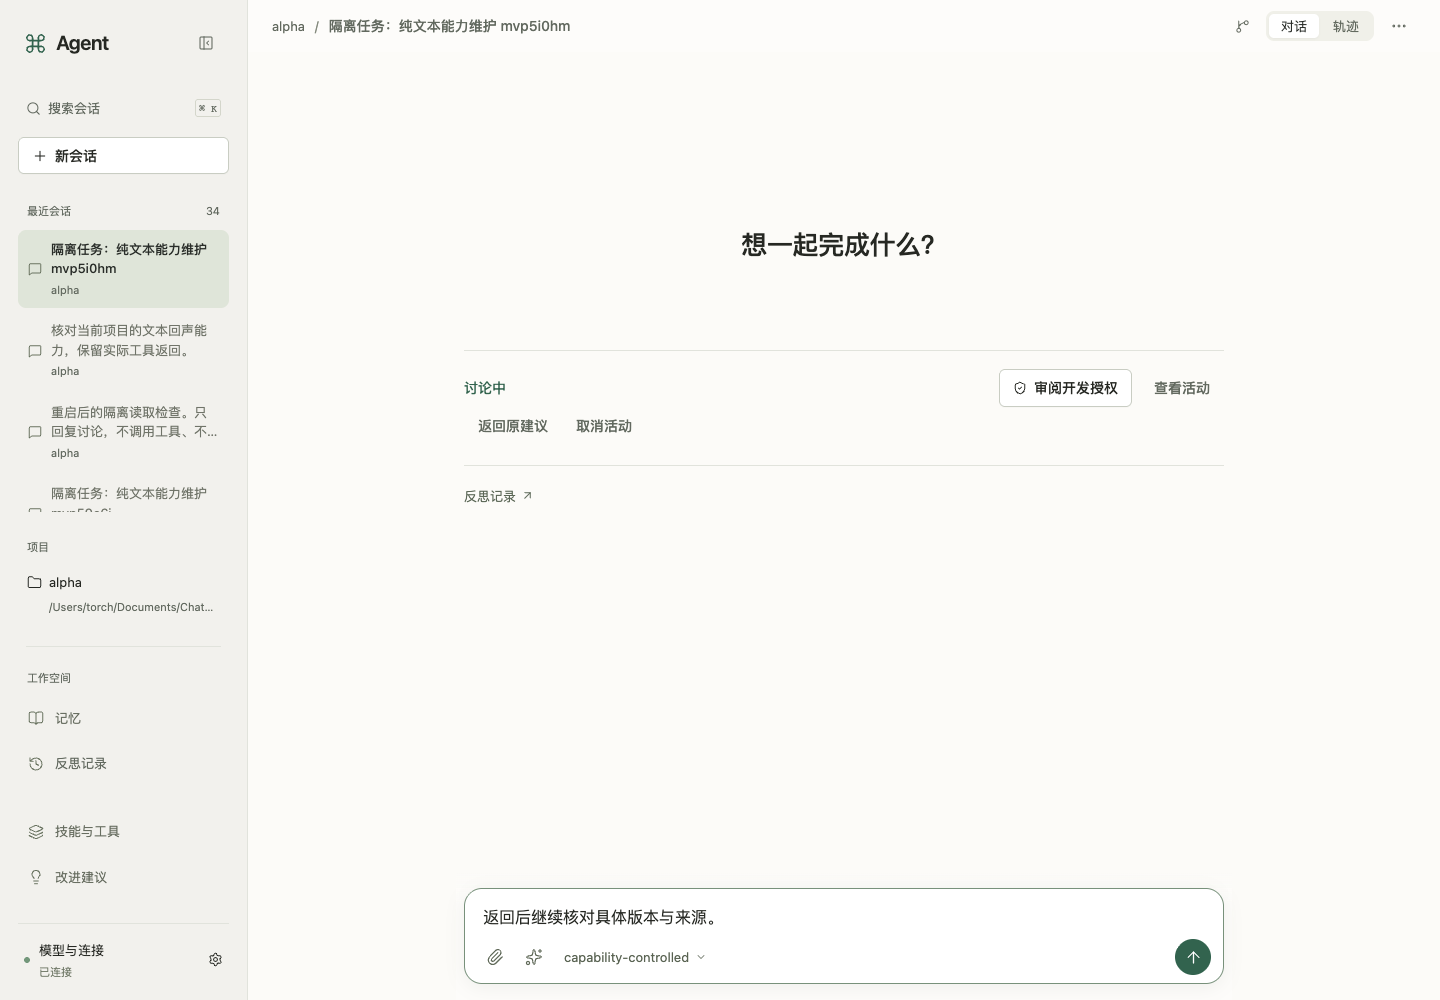 Agent
搜索会话
⌘ K
新会话
最近会话
34
隔离任务：纯文本能力维护
mvp5i0hm
alpha
核对当前项目的文本回声能
力，保留实际工具返回。
alpha
重启后的隔离读取检查。只
回复讨论，不调用工具、不...
alpha
隔离任务：纯文本能力维护
项目
alpha
/Users/torch/Documents/Chat...
工作空间
记忆
反思记录
技能与工具
改进建议
模型与连接
已连接
alpha / 隔离任务：纯文本能力维护 mvp5i0hm
对话
轨迹
想一起完成什么？
讨论中
审阅开发授权
查看活动
返回原建议
取消活动
反思记录
返回后继续核对具体版本与来源。
capability-controlled